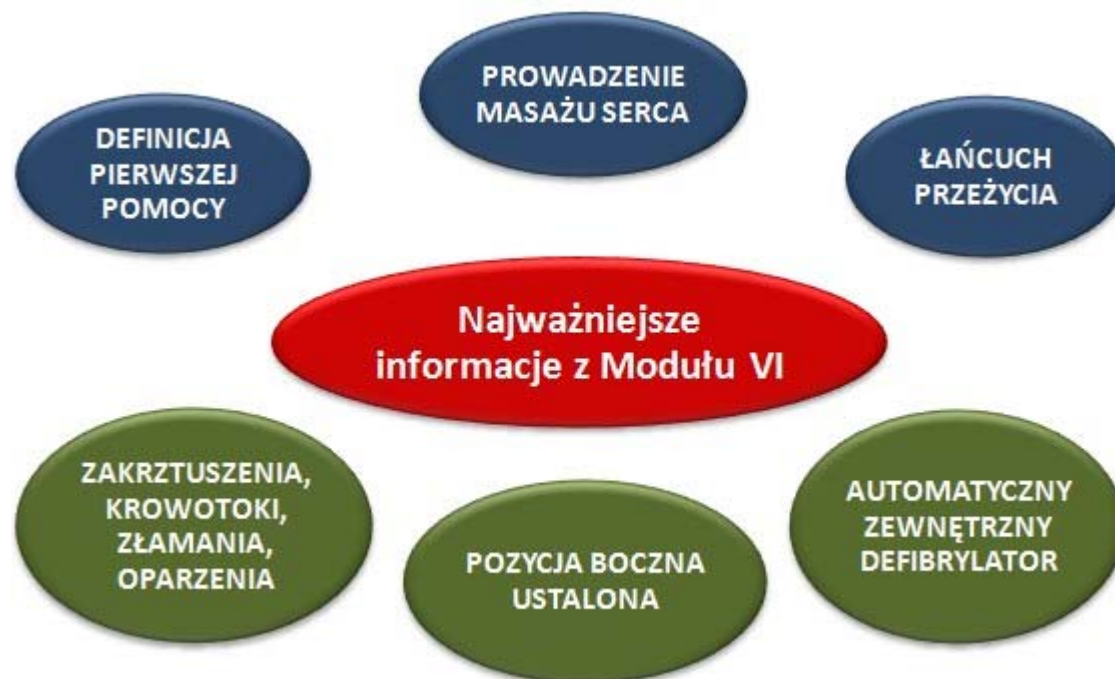 PROWADZENIE
MASAŻU SERCA
DEFINICJA
PIERWSZEJ
POMOCY
ŁAŃCUCH
PRZEŻYCIA
Najważniejsze
informacje z Modułu VI
ZAKRZTUSZENIA,
KROWOTOKI,
ZŁAMANIA,
OPARZENIA
POZYCJA BOCZNA
USTALONA
AUTOMATYCZNY
ZEWNĘTRZNY
DEFIBRYLATOR